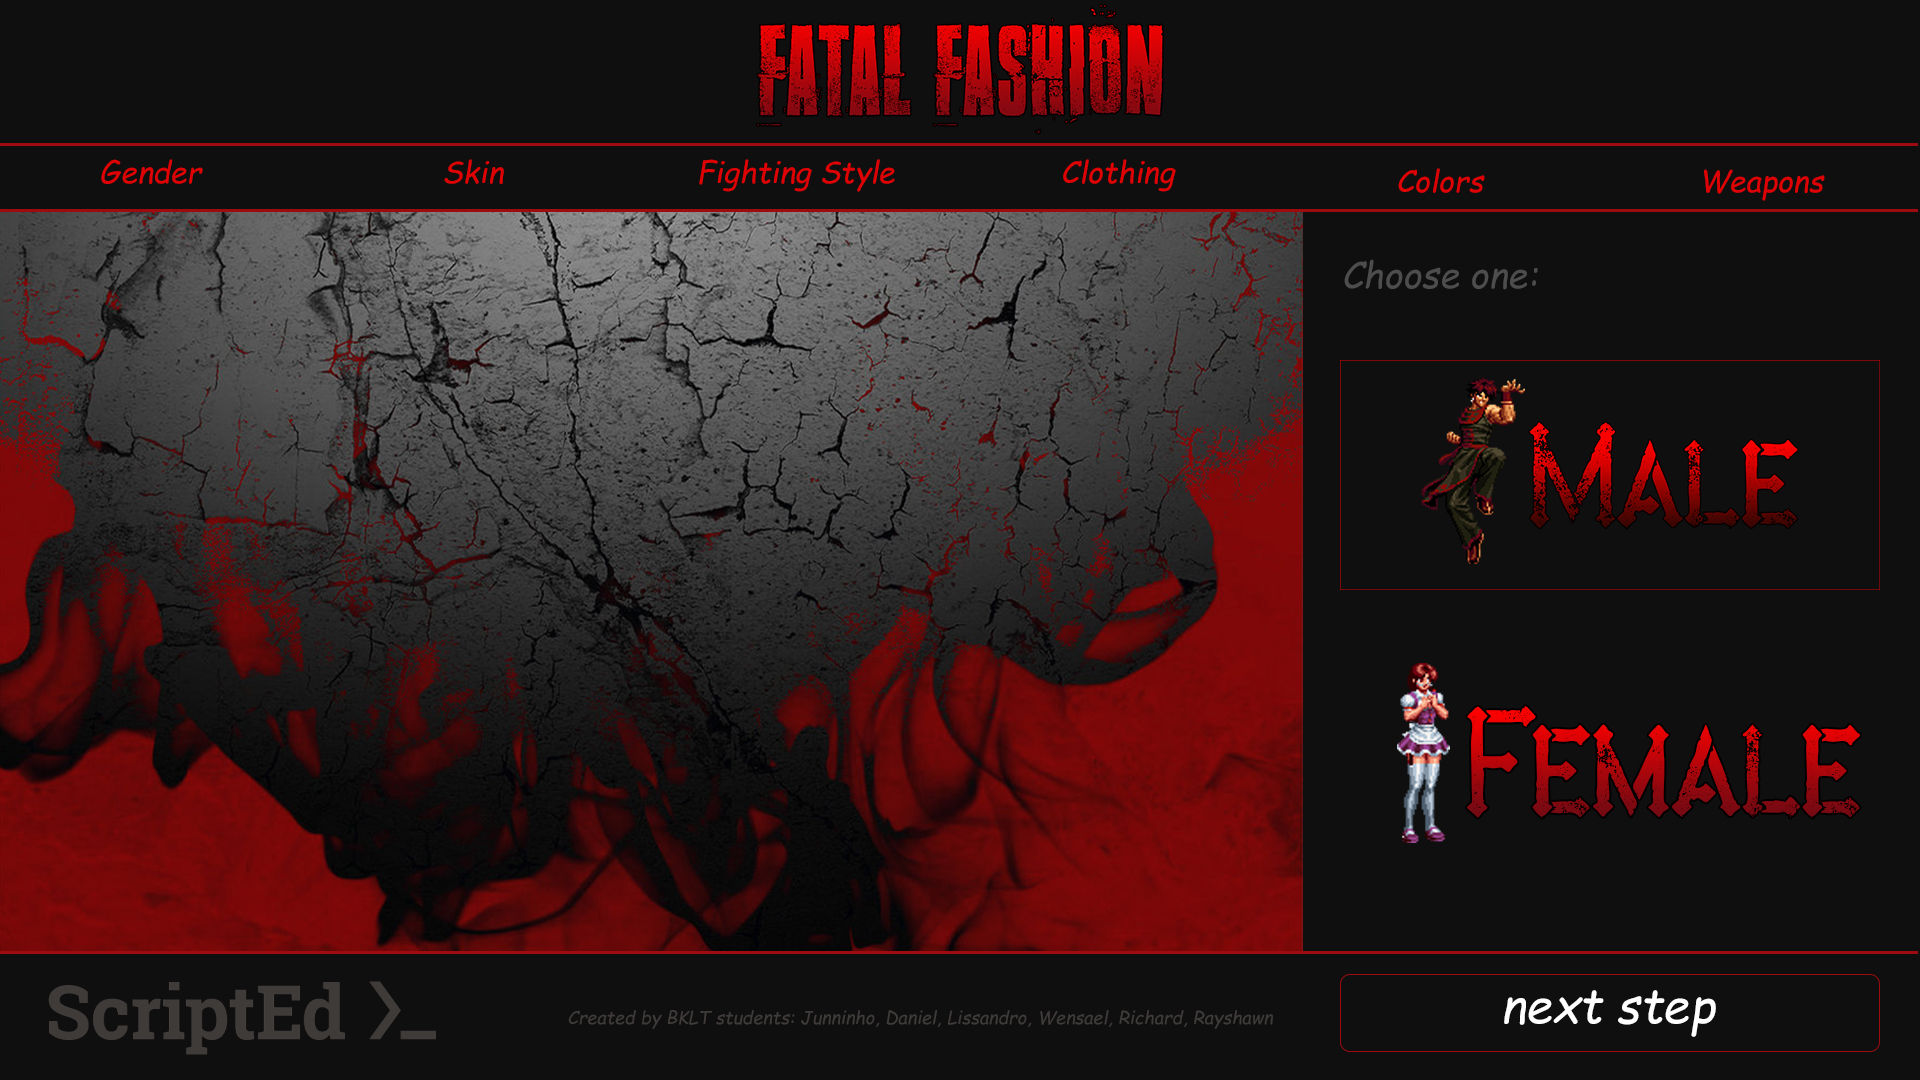 FATAL FASHION
Gender Skin Fighting Style Clothing Colors Weapons
Choose one:
MALE
FEMALE
ScriptEd >_
Created by BKLT students: Junninho, Daniel, Lissandro, Wensael, Richard, Rayshawn
next step